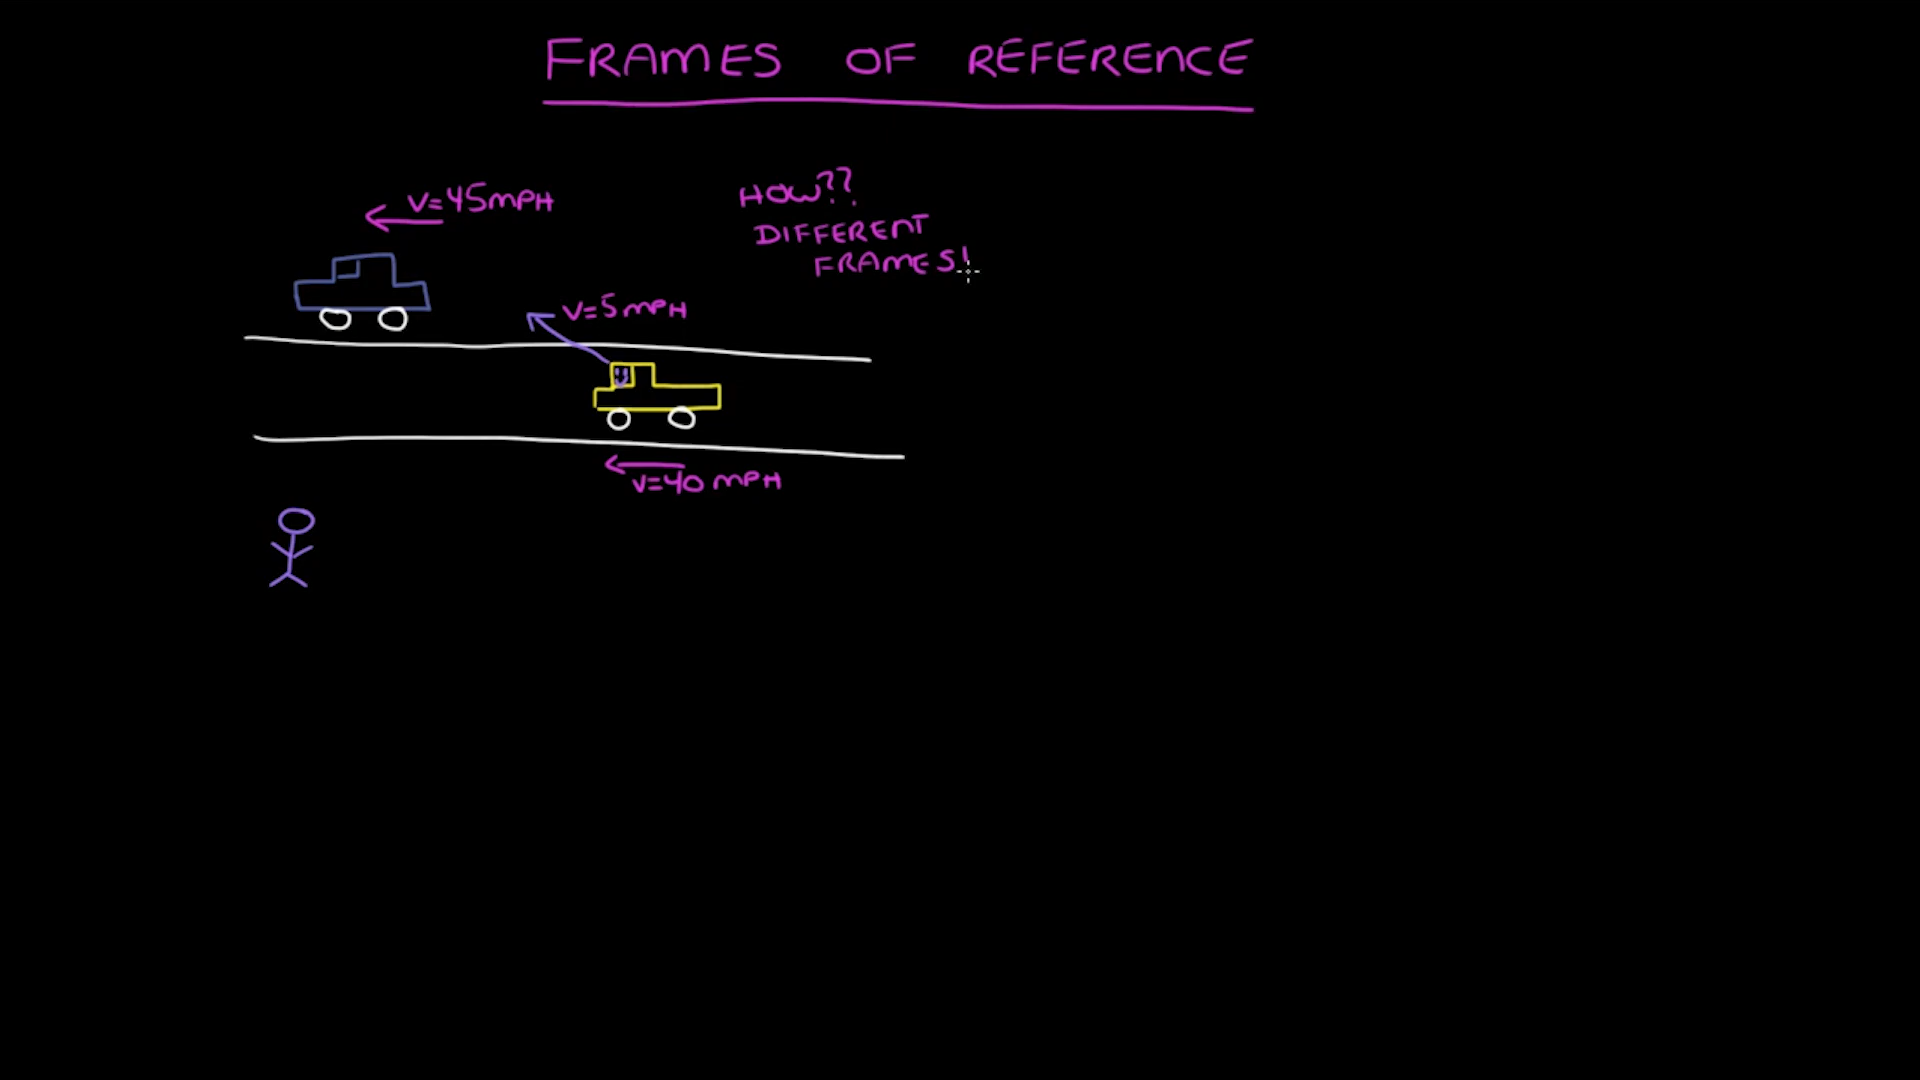 FRAMES OF REFERENCE
V=45mPH
HOW??
DIFFERENT
FRAMES!
V=5mPH
V=40 mPH